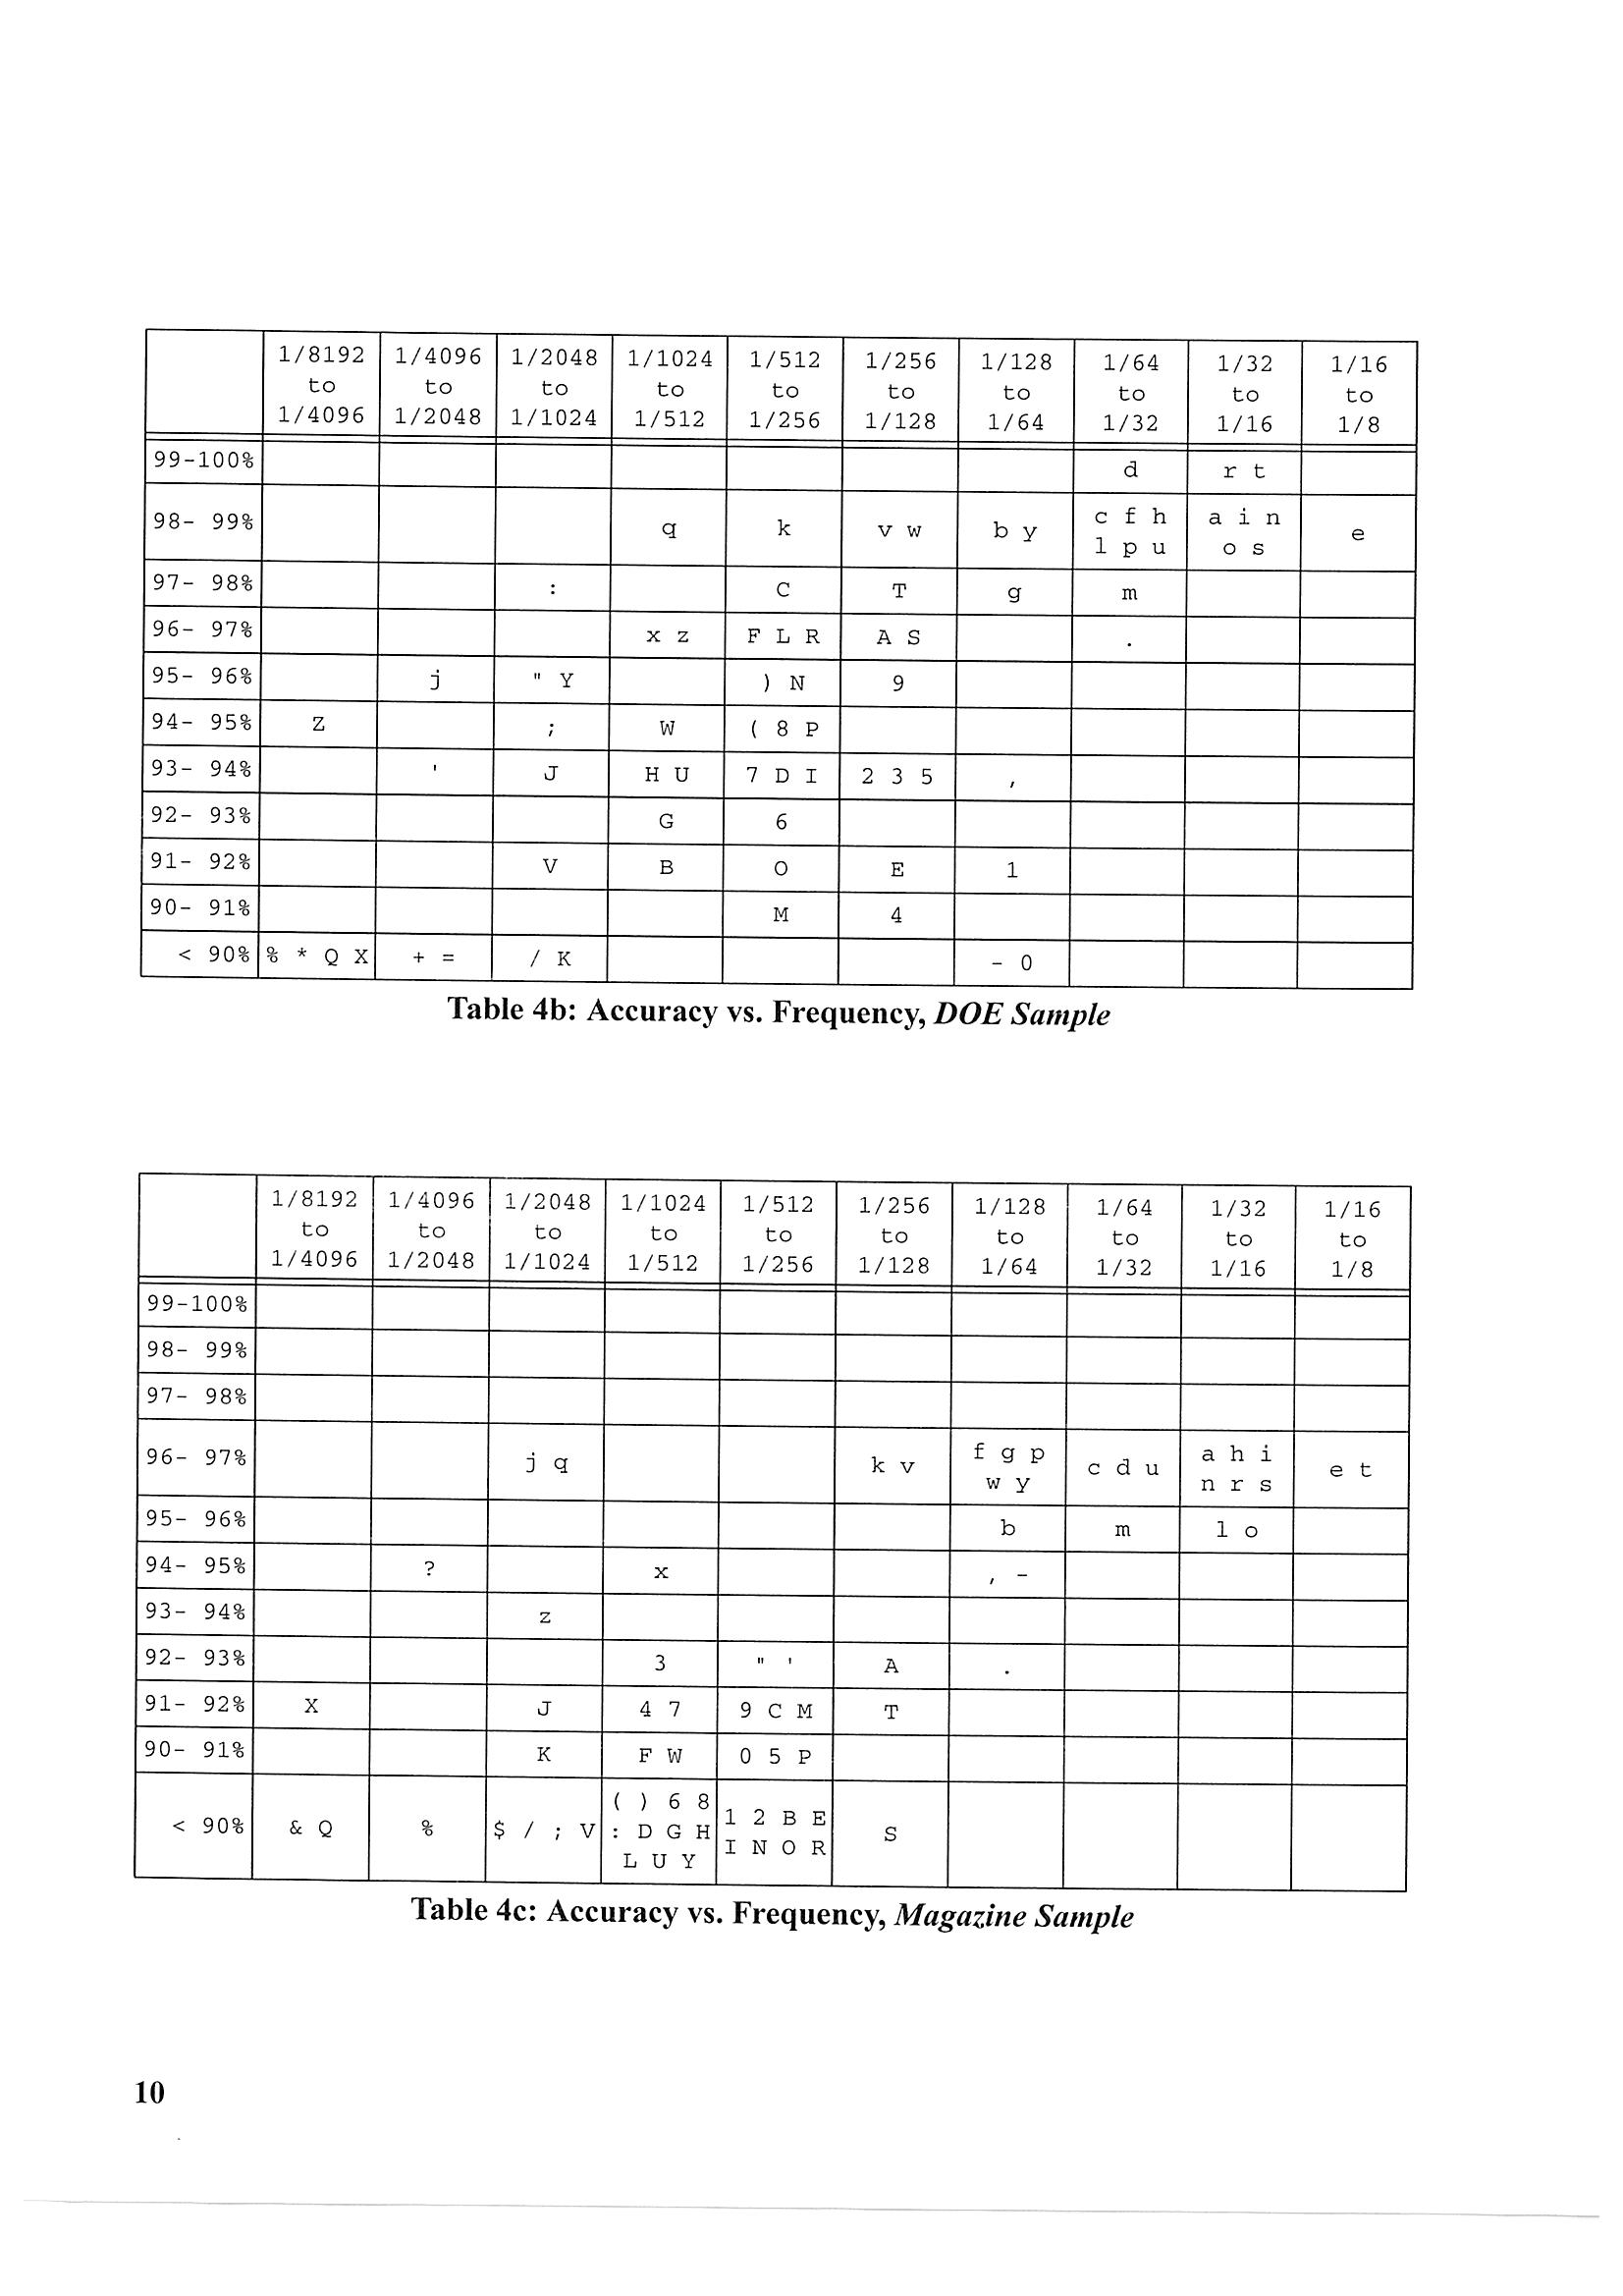 1/8192 1/4096 1/2048 1/1024 1/512 1/256 1/128 1/64 1/32 1/16
to to to to to to to to to to
1/4096 1/2048 1/1024 1/512 1/256 1/128 1/64 1/32 1/16 1/8
99-100% d r t
98- 99% q k v w b y c f h a i n e
l p u o s
97- 98% : C T g m
96- 97% x z F L R A S .
95- 96% j " Y ) N 9
94- 95% Z ; W ( 8 P
93- 94% ' J H U 7 D I 2 3 5 ,
92- 93% G 6
91- 92% V B O E 1
90- 91% M 4
< 90% % * Q X + = / K - 0
Table 4b: Accuracy vs. Frequency, DOE Sample
1/8192 1/4096 1/2048 1/1024 1/512 1/256 1/128 1/64 1/32 1/16
to to to to to to to to to to
1/4096 1/2048 1/1024 1/512 1/256 1/128 1/64 1/32 1/16 1/8
99-100%
98- 99%
97- 98%
96- 97% j q k v f g p c d u a h i e t
w y n r s
95- 96% b m l o
94- 95% ? x , -
93- 94% z
92- 93% 3 " ' A .
91- 92% X J 4 7 9 C M T
90- 91% K F W 0 5 P
( ) 6 8 1 2 B E
< 90% & Q % $ / ; V : D G H I N O R S
L U Y
Table 4c: Accuracy vs. Frequency, Magazine Sample
10